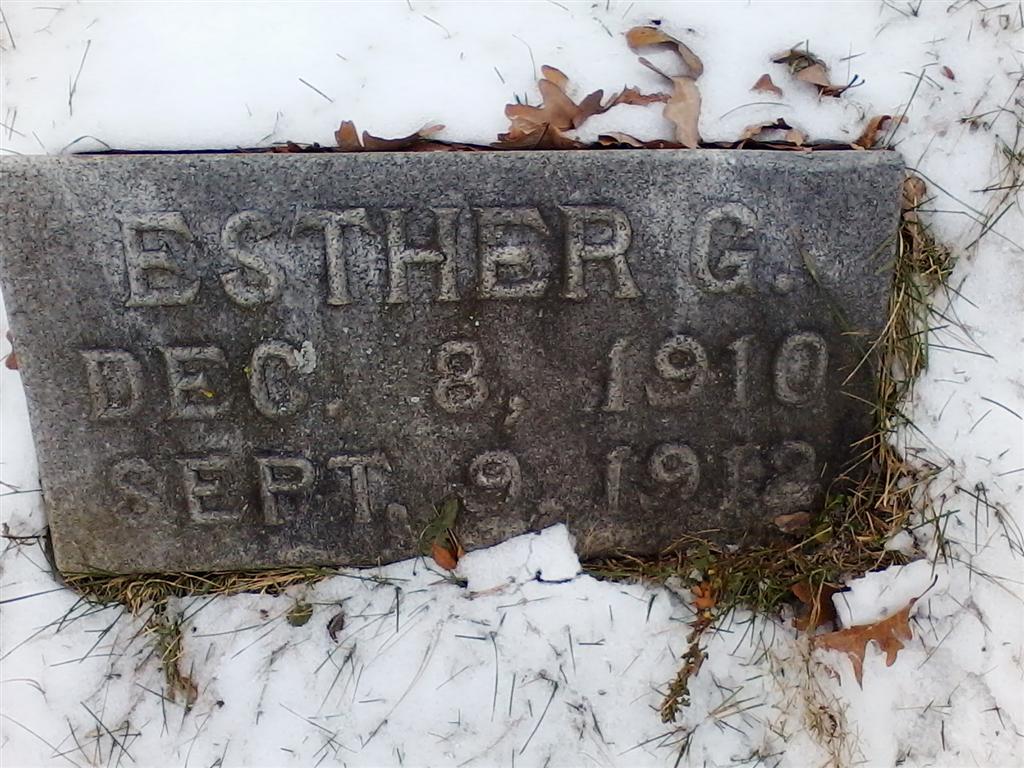 ESTHER G.
DEC. 8, 1910
SEPT. 9, 1912